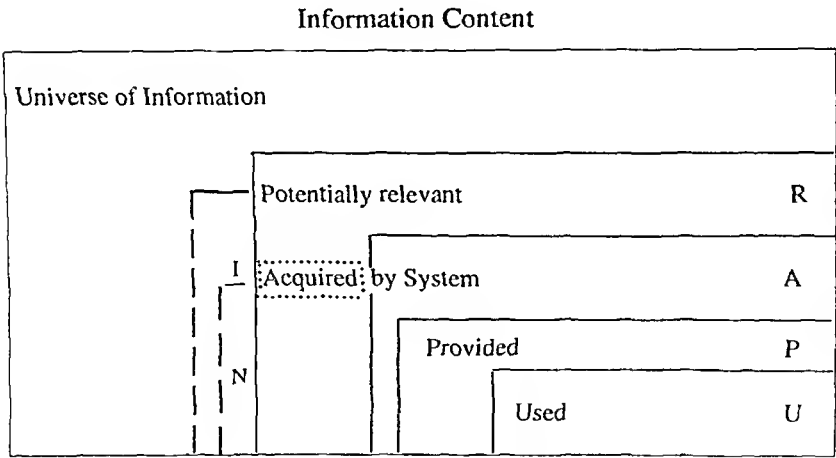 Information Content
Universe of Information
Potentially relevant R
I Acquired by System A
Provided P
N
Used U